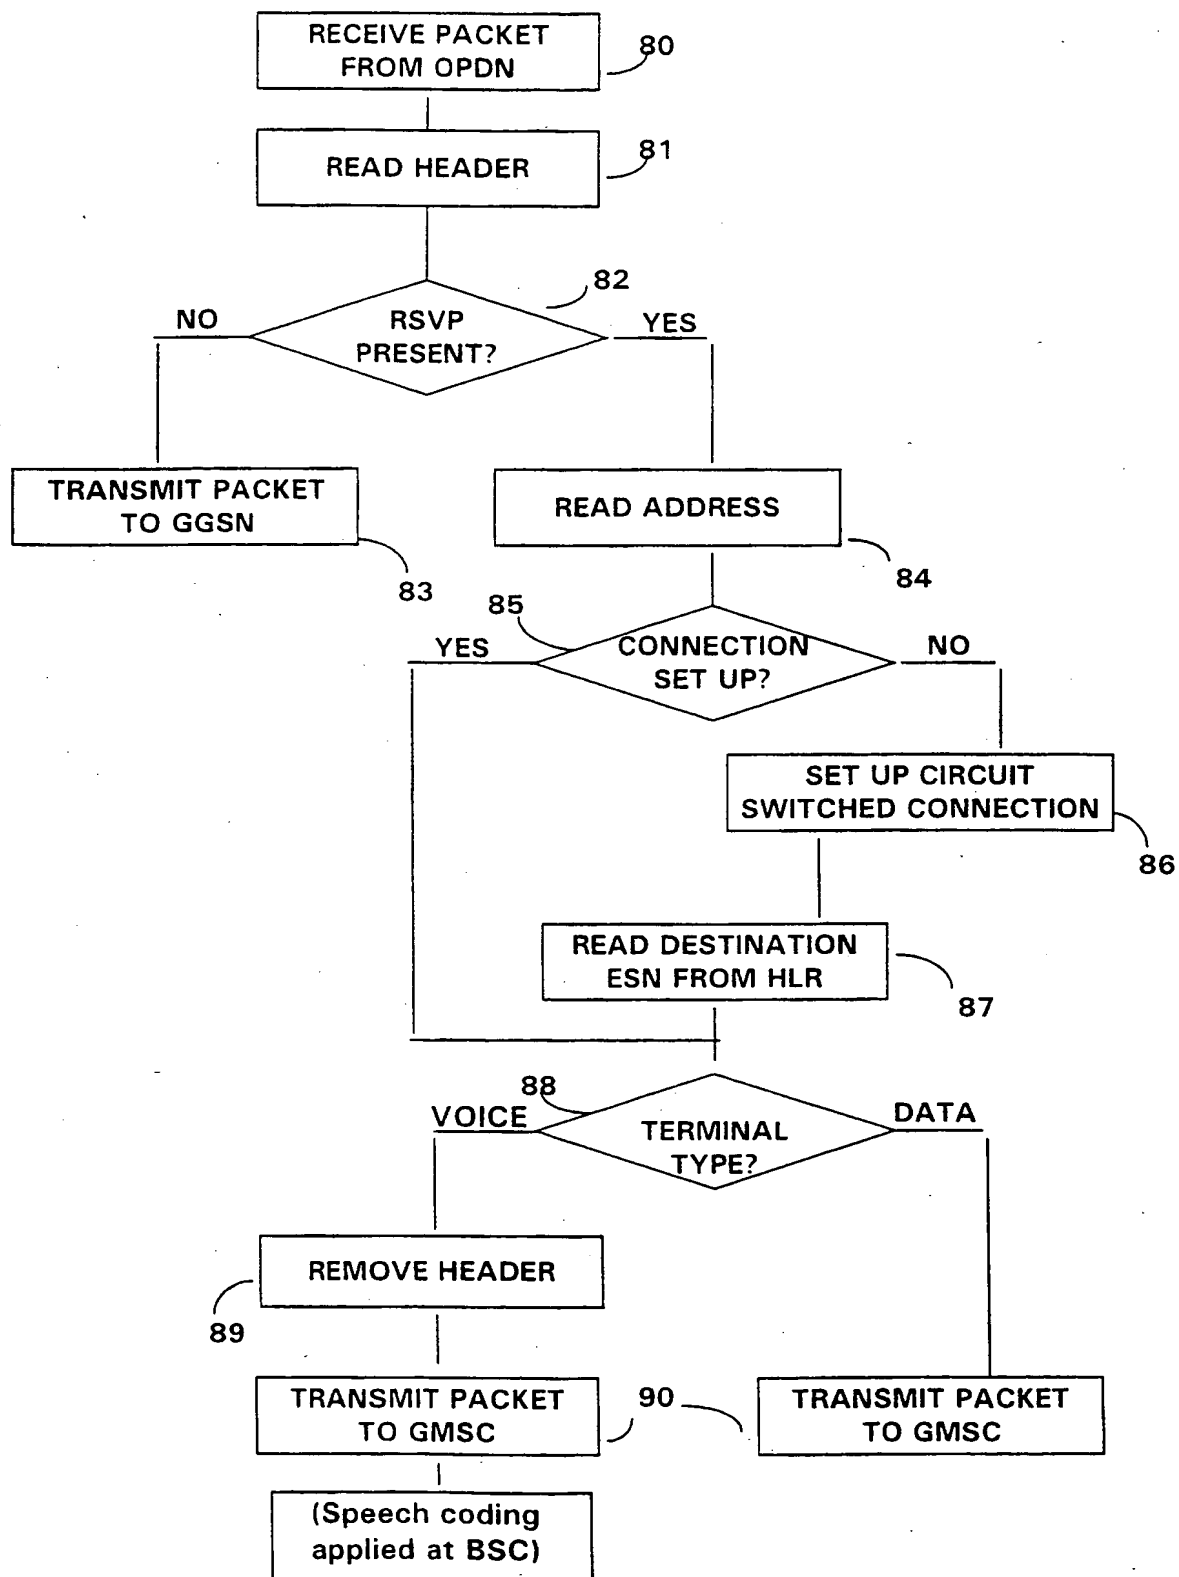 RECEIVE PACKET
FROM OPDN
80
READ HEADER
81
82
NO
RSVP
PRESENT?
YES
TRANSMIT PACKET
TO GGSN
83
READ ADDRESS
84
85
YES
CONNECTION
SET UP?
NO
SET UP CIRCUIT
SWITCHED CONNECTION
86
READ DESTINATION
ESN FROM HLR
87
88
VOICE
TERMINAL
TYPE?
DATA
REMOVE HEADER
89
TRANSMIT PACKET
TO GMSC
90
TRANSMIT PACKET
TO GMSC
(Speech coding
applied at BSC)